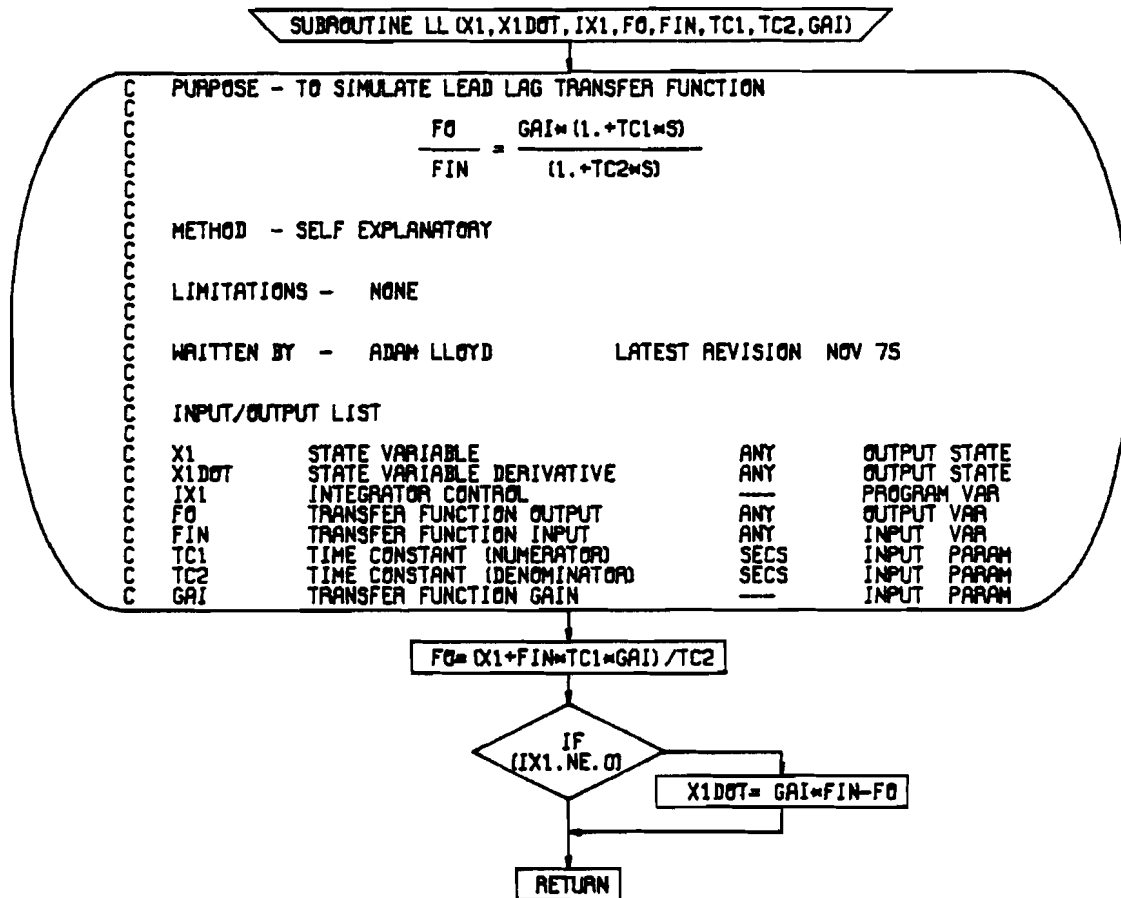 SUBROUTINE LL (X1,X1DOT,IX1,FO,FIN,TC1,TC2,GAI)
C PURPOSE - TO SIMULATE LEAD LAG TRANSFER FUNCTION
C
C FO GAI*(1.+TC1*S)
C =
C FIN (1.+TC2*S)
C
C
C
C METHOD - SELF EXPLANATORY
C
C
C LIMITATIONS - NONE
C
C
C WRITTEN BY - ADAM LLOYD LATEST REVISION NOV 75
C
C
C INPUT/OUTPUT LIST
C
C X1 STATE VARIABLE ANY OUTPUT STATE
C X1DOT STATE VARIABLE DERIVATIVE ANY OUTPUT STATE
C IX1 INTEGRATOR CONTROL --- PROGRAM VAR
C FO TRANSFER FUNCTION OUTPUT ANY OUTPUT VAR
C FIN TRANSFER FUNCTION INPUT ANY INPUT VAR
C TC1 TIME CONSTANT (NUMERATOR) SECS INPUT PARAM
C TC2 TIME CONSTANT (DENOMINATOR) SECS INPUT PARAM
C GAI TRANSFER FUNCTION GAIN --- INPUT PARAM
FO= (X1+FIN*TC1*GAI)/TC2
IF
(IX1.NE.0)
X1DOT= GAI*FIN-FO
RETURN